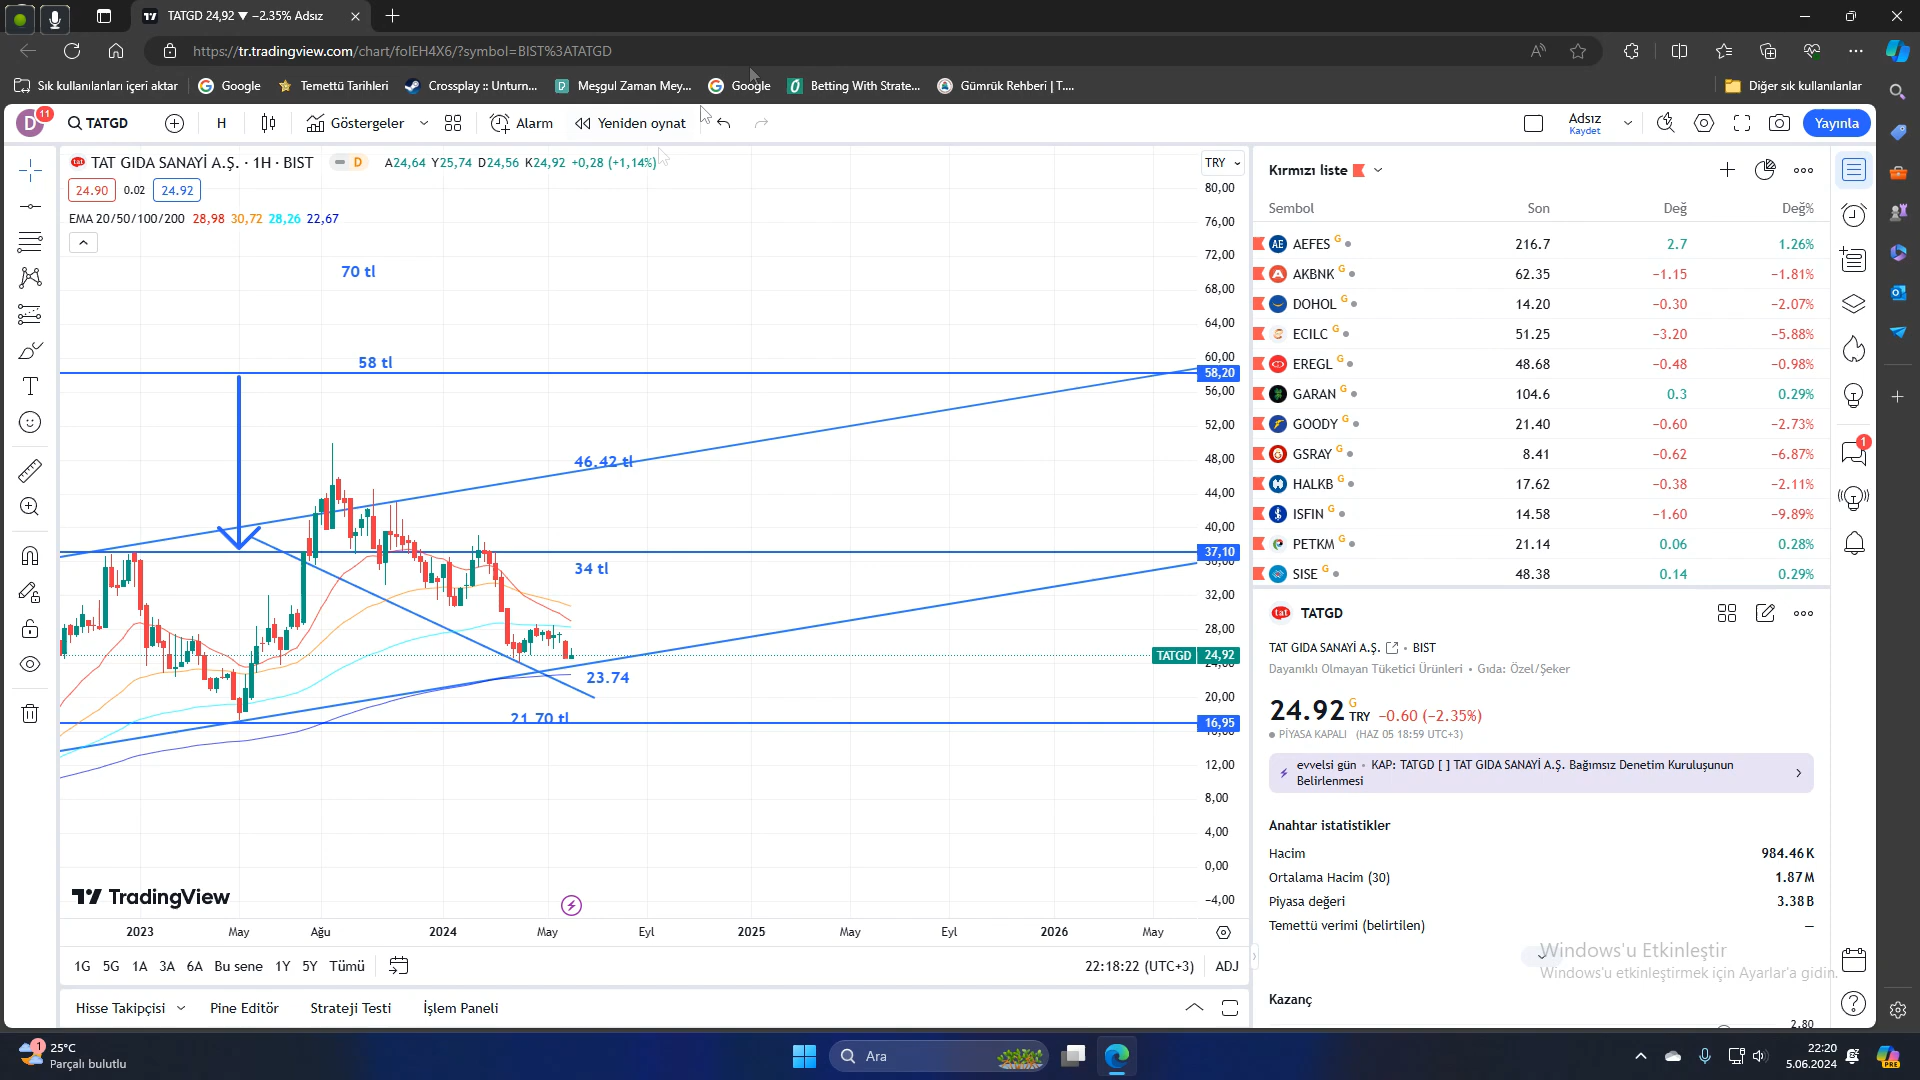 TATGD 24,92 ▼ −2.35% Adsız
https://tr.tradingview.com/chart/foIEH4X6/?symbol=BIST%3ATATGD
Sık kullanılanları içeri aktar Google Temettü Tarihleri Crossplay :: Unturn... Meşgul Zaman Mey... Google Betting With Strate... Gümrük Rehberi | T.... Diğer sık kullanılanlar
D 11 TATGD H Göstergeler Alarm Yeniden oynat Adsız Kaydet Yayınla
TAT GIDA SANAYİ A.Ş. · 1H · BIST D A24,64 Y25,74 D24,56 K24,92 +0,28 (+1,14%) TRY
24.90 0.02 24.92
EMA 20/50/100/200 28,98 30,72 28,26 22,67
70 tl
58 tl
46.42 tl
34 tl
23.74
21.70 tl
80,00
76,00
72,00
68,00
64,00
60,00
58,20
56,00
52,00
48,00
44,00
40,00
37,10
32,00
28,00
TATGD 24,92
20,00
16,95
12,00
8,00
4,00
0,00
−4,00
TradingView
2023 May Ağu 2024 May Eyl 2025 May Eyl 2026 May
1G 5G 1A 3A 6A Bu sene 1Y 5Y Tümü 22:18:22 (UTC+3) ADJ
Hisse Takipçisi Pine Editör Strateji Testi İşlem Paneli
Kırmızı liste
Sembol Son Değ Değ%
AE AEFES G 216.7 2.7 1.26%
AKBNK G 62.35 −1.15 −1.81%
DOHOL G 14.20 −0.30 −2.07%
ECILC G 51.25 −3.20 −5.88%
EREGL G 48.68 −0.48 −0.98%
GARAN G 104.6 0.3 0.29%
GOODY G 21.40 −0.60 −2.73%
GSRAY G 8.41 −0.62 −6.87%
HALKB G 17.62 −0.38 −2.11%
ISFIN G 14.58 −1.60 −9.89%
PETKM G 21.14 0.06 0.28%
SISE G 48.38 0.14 0.29%
1
tat TATGD
TAT GIDA SANAYİ A.Ş. • BIST
Dayanıklı Olmayan Tüketici Ürünleri • Gıda: Özel/Şeker
24.92 G TRY −0.60 (−2.35%)
PİYASA KAPALI (HAZ 05 18:59 UTC+3)
evvelsi gün • KAP: TATGD [ ] TAT GIDA SANAYİ A.Ş. Bağımsız Denetim Kuruluşunun
Belirlenmesi
Anahtar istatistikler
Hacim 984.46K
Ortalama Hacim (30) 1.87M
Piyasa değeri 3.38B
Temettü verimi (belirtilen) —
Windows'u Etkinleştir
Windows'u etkinleştirmek için Ayarlar'a gidin.
Kazanç
2.80
1 25°C
Parçalı bulutlu
Ara
22:20
5.06.2024
PRE